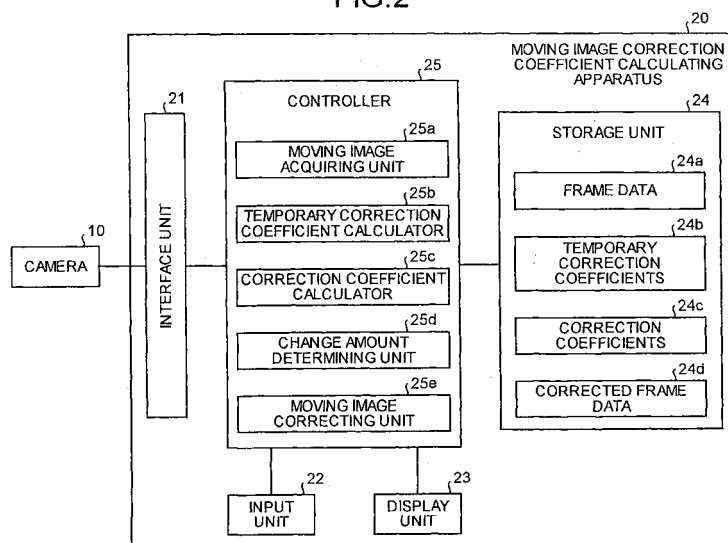 FIG.2
20
MOVING IMAGE CORRECTION
COEFFICIENT CALCULATING
APPARATUS
25
CONTROLLER
21
INTERFACE UNIT
25a
MOVING IMAGE
ACQUIRING UNIT
25b
TEMPORARY CORRECTION
COEFFICIENT CALCULATOR
25c
CORRECTION COEFFICIENT
CALCULATOR
25d
CHANGE AMOUNT
DETERMINING UNIT
25e
MOVING IMAGE
CORRECTING UNIT
24
STORAGE UNIT
24a
FRAME DATA
24b
TEMPORARY
CORRECTION
COEFFICIENTS
24c
CORRECTION
COEFFICIENTS
24d
CORRECTED FRAME
DATA
10
CAMERA
22
INPUT
UNIT
23
DISPLAY
UNIT